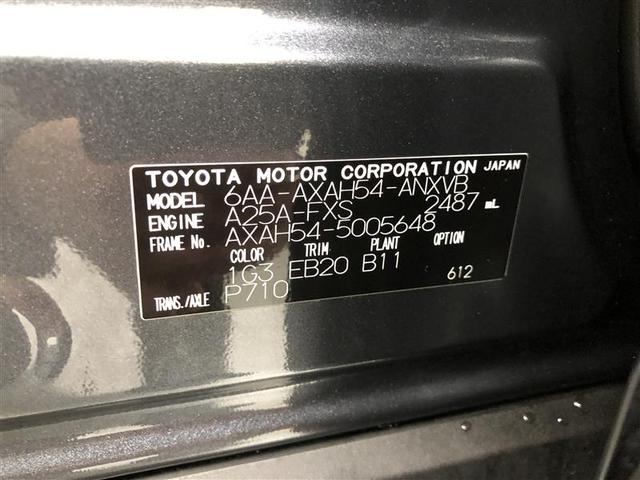 TOYOTA MOTOR CORPORATION JAPAN
MODEL 6AA-AXAH54-ANXVB
ENGINE A25A-FXS 2487 mL
FRAME No. AXAH54-5005648
COLOR TRIM PLANT OPTION
1G3 EB20 B11 612
TRANS./AXLE P710